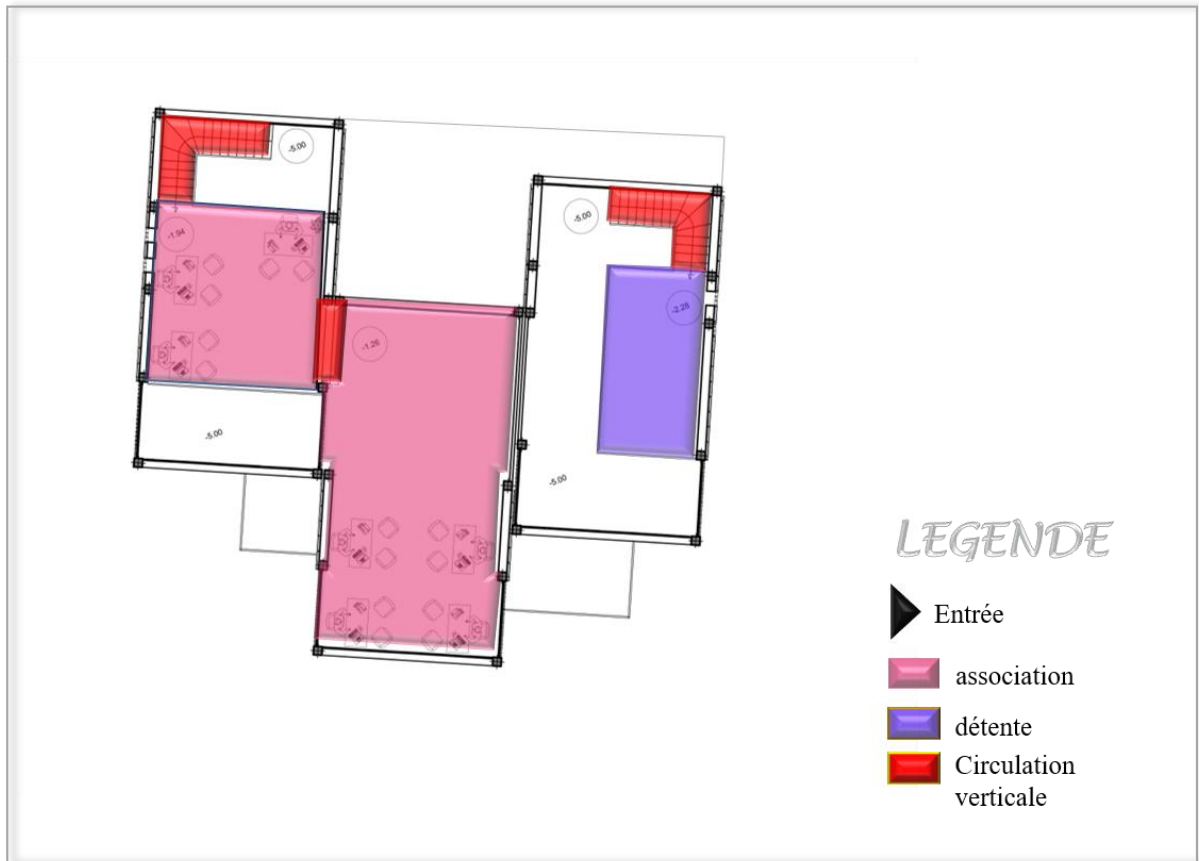 -5.00
-1.94
-5.00
-2.28
-1.26
-5.00
-5.00
LEGENDE
Entrée
association
détente
Circulation
verticale